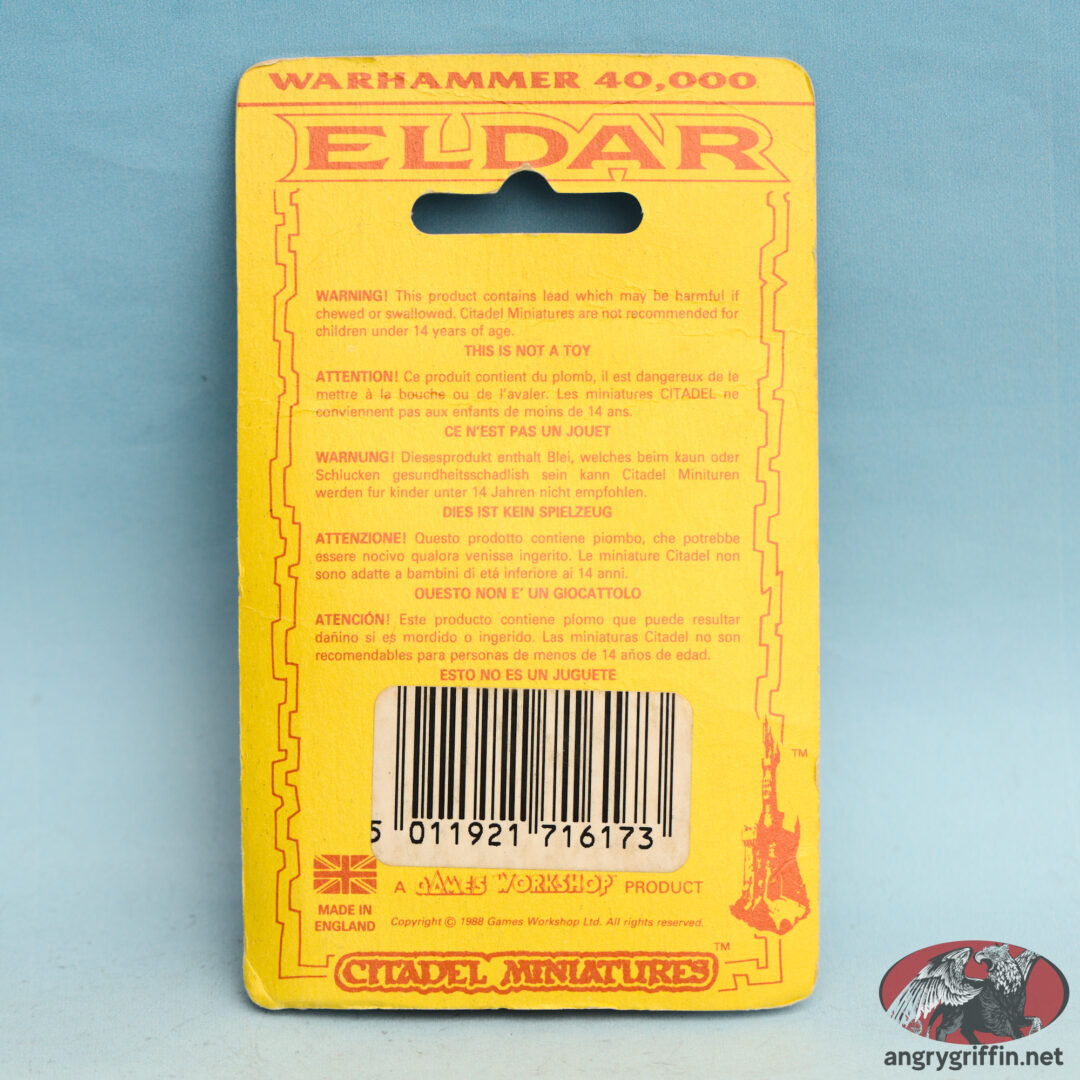 WARHAMMER 40,000
ELDAR
WARNING! This product contains lead which may be harmful if
chewed or swallowed. Citadel Miniatures are not recommended for
children under 14 years of age.
THIS IS NOT A TOY
ATTENTION! Ce produit contient du plomb, il est dangereux de le
mettre à la bouche ou de l'avaler. Les miniatures CITADEL ne
conviennent pas aux enfants de moins de 14 ans.
CE N'EST PAS UN JOUET
WARNUNG! Diesesprodukt enthalt Blei, welches beim kaun oder
Schlucken gesundheitsschadlish sein kann Citadel Minituren
werden fur kinder unter 14 Jahren nicht empfohlen.
DIES IST KEIN SPIELZEUG
ATTENZIONE! Questo prodotto contiene piombo, che potrebbe
essere nocivo qualora venisse ingerito. Le miniature Citadel non
sono adatte a bambini di etá inferiore ai 14 anni.
QUESTO NON E' UN GIOCATTOLO
ATENCIÓN! Este producto contiene plomo que puede resultar
dañino si es mordido o ingerido. Las miniaturas Citadel no son
recomendables para personas de menos de 14 años de edad.
ESTO NO ES UN JUGUETE
TM
5 011921 716173
A GAMES WORKSHOP PRODUCT
MADE IN
ENGLAND
Copyright © 1988 Games Workshop Ltd. All rights reserved.
CITADEL MINIATURES TM
angrygriffin.net